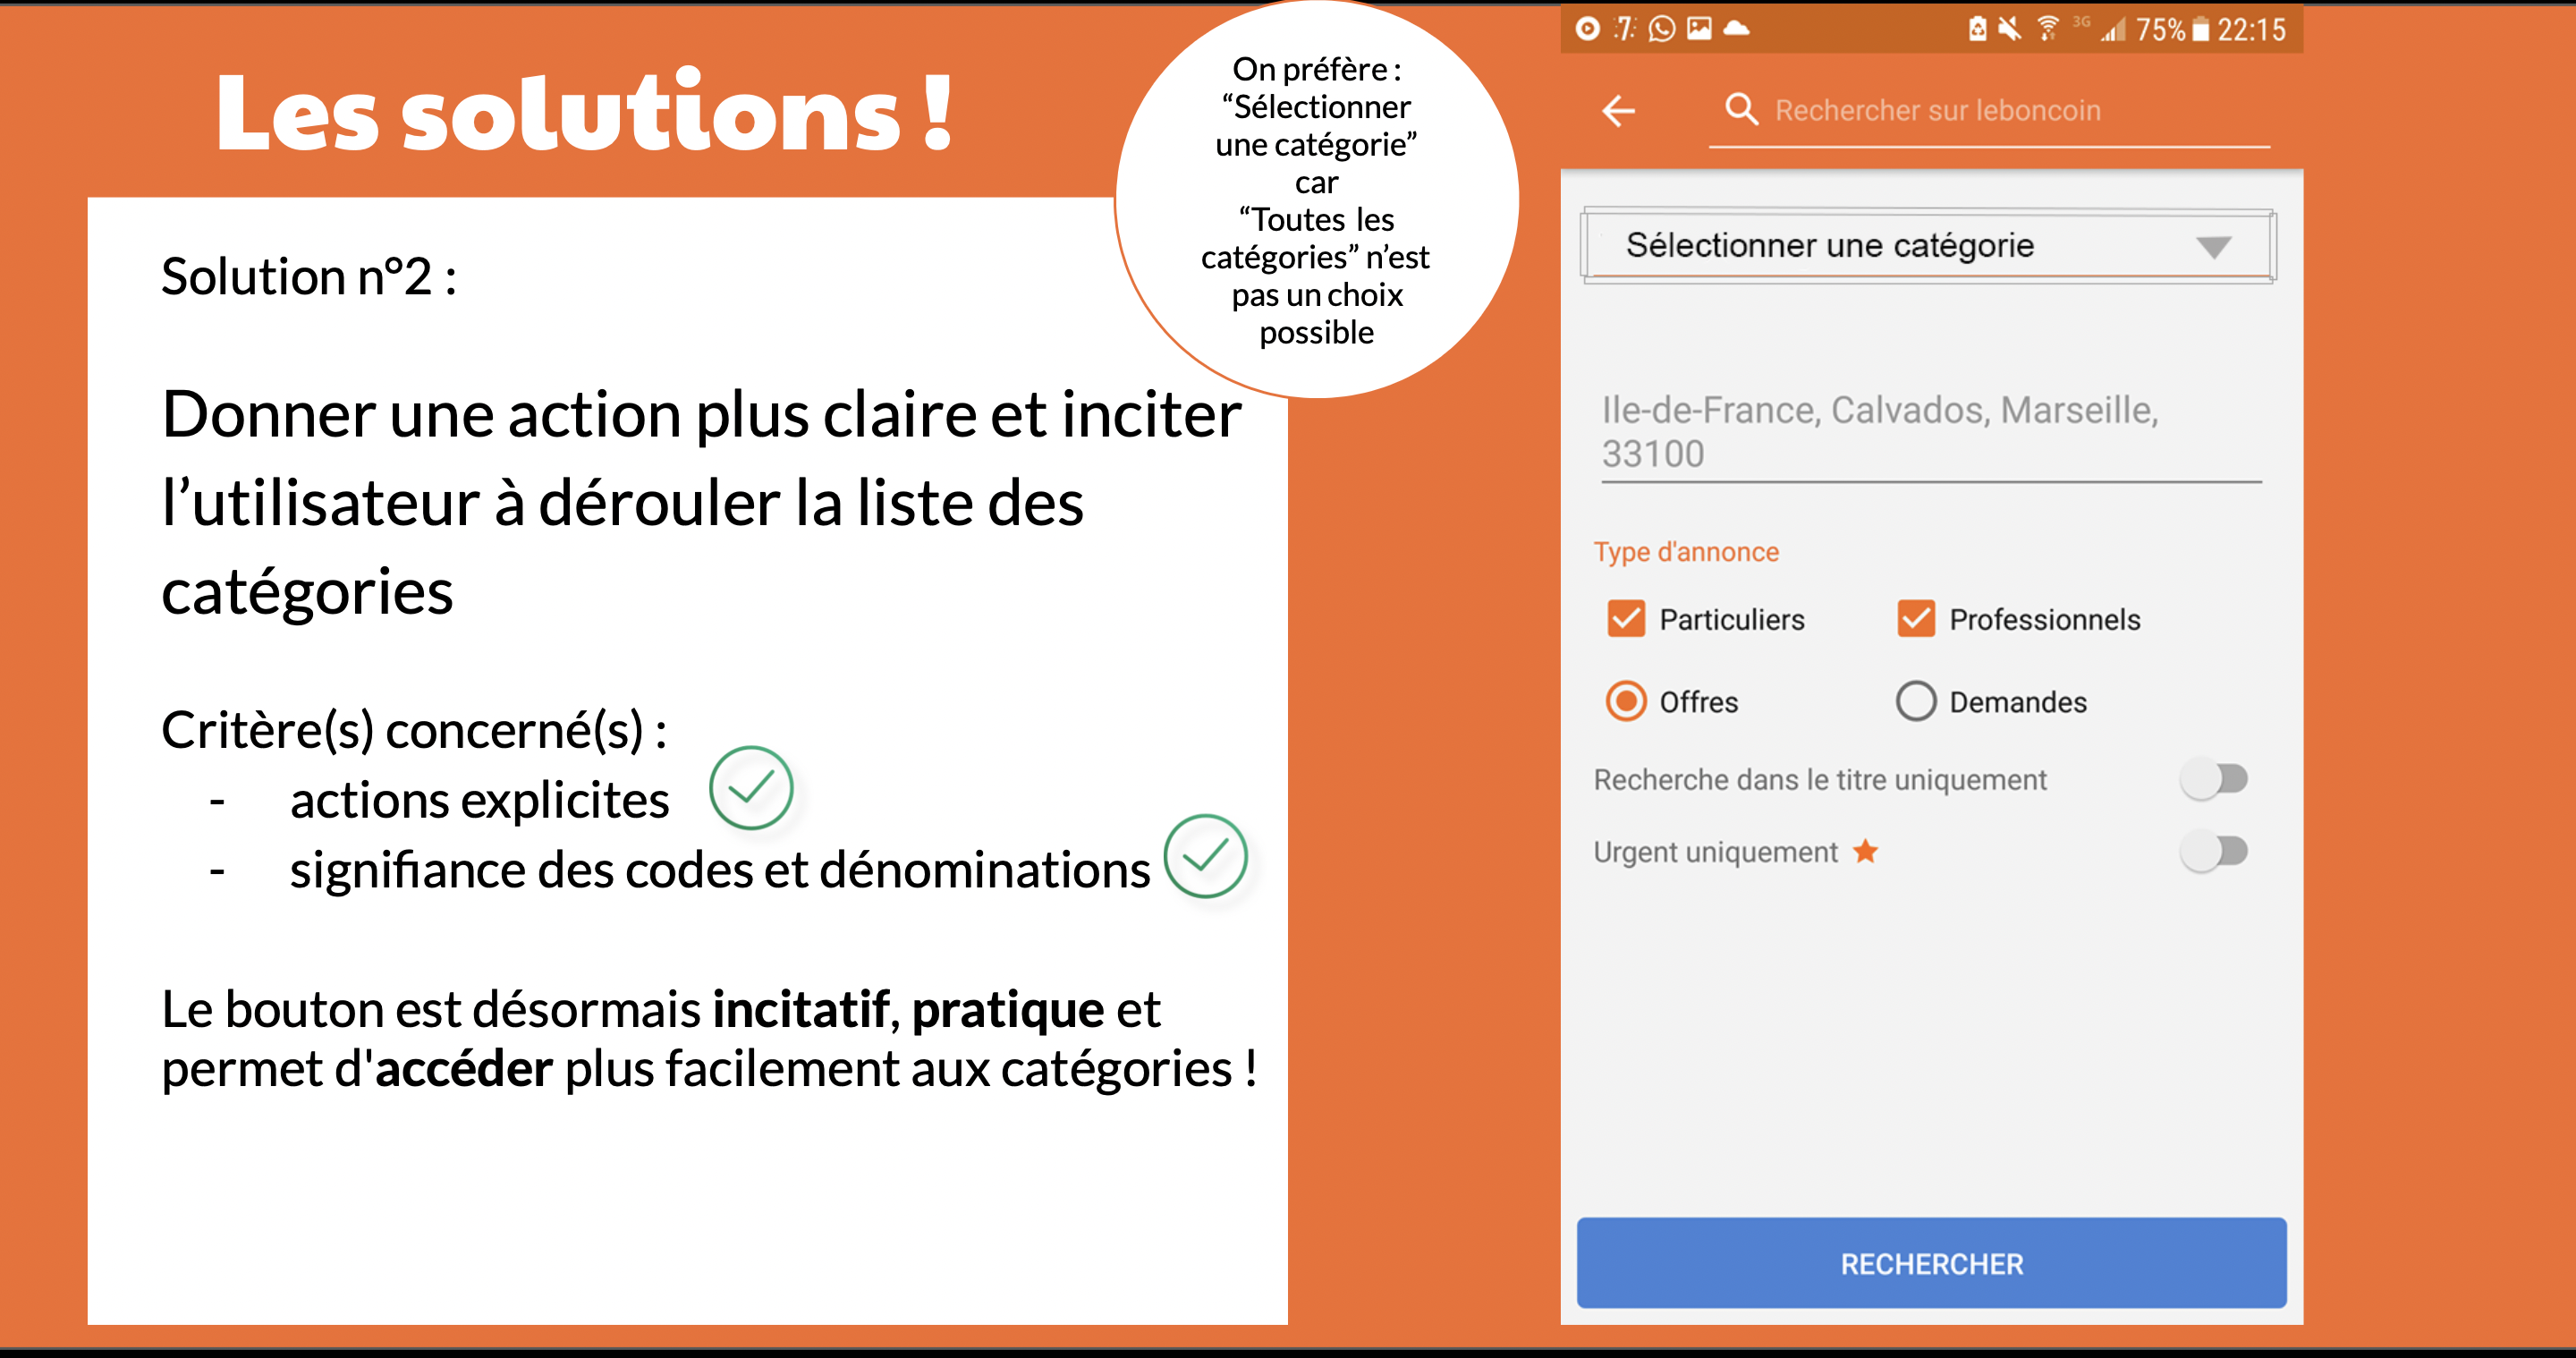 Les solutions !
On préfère :
“Sélectionner
une catégorie”
car
“Toutes les
catégories” n’est
pas un choix
possible
Solution n°2 :
Donner une action plus claire et inciter
l’utilisateur à dérouler la liste des
catégories
Critère(s) concerné(s) :
- actions explicites
- signifiance des codes et dénominations
Le bouton est désormais incitatif, pratique et
permet d'accéder plus facilement aux catégories !
:7: 3G 75% 22:15
Rechercher sur leboncoin
Sélectionner une catégorie
Ile-de-France, Calvados, Marseille,
33100
Type d'annonce
Particuliers Professionnels
Offres Demandes
Recherche dans le titre uniquement
Urgent uniquement
RECHERCHER